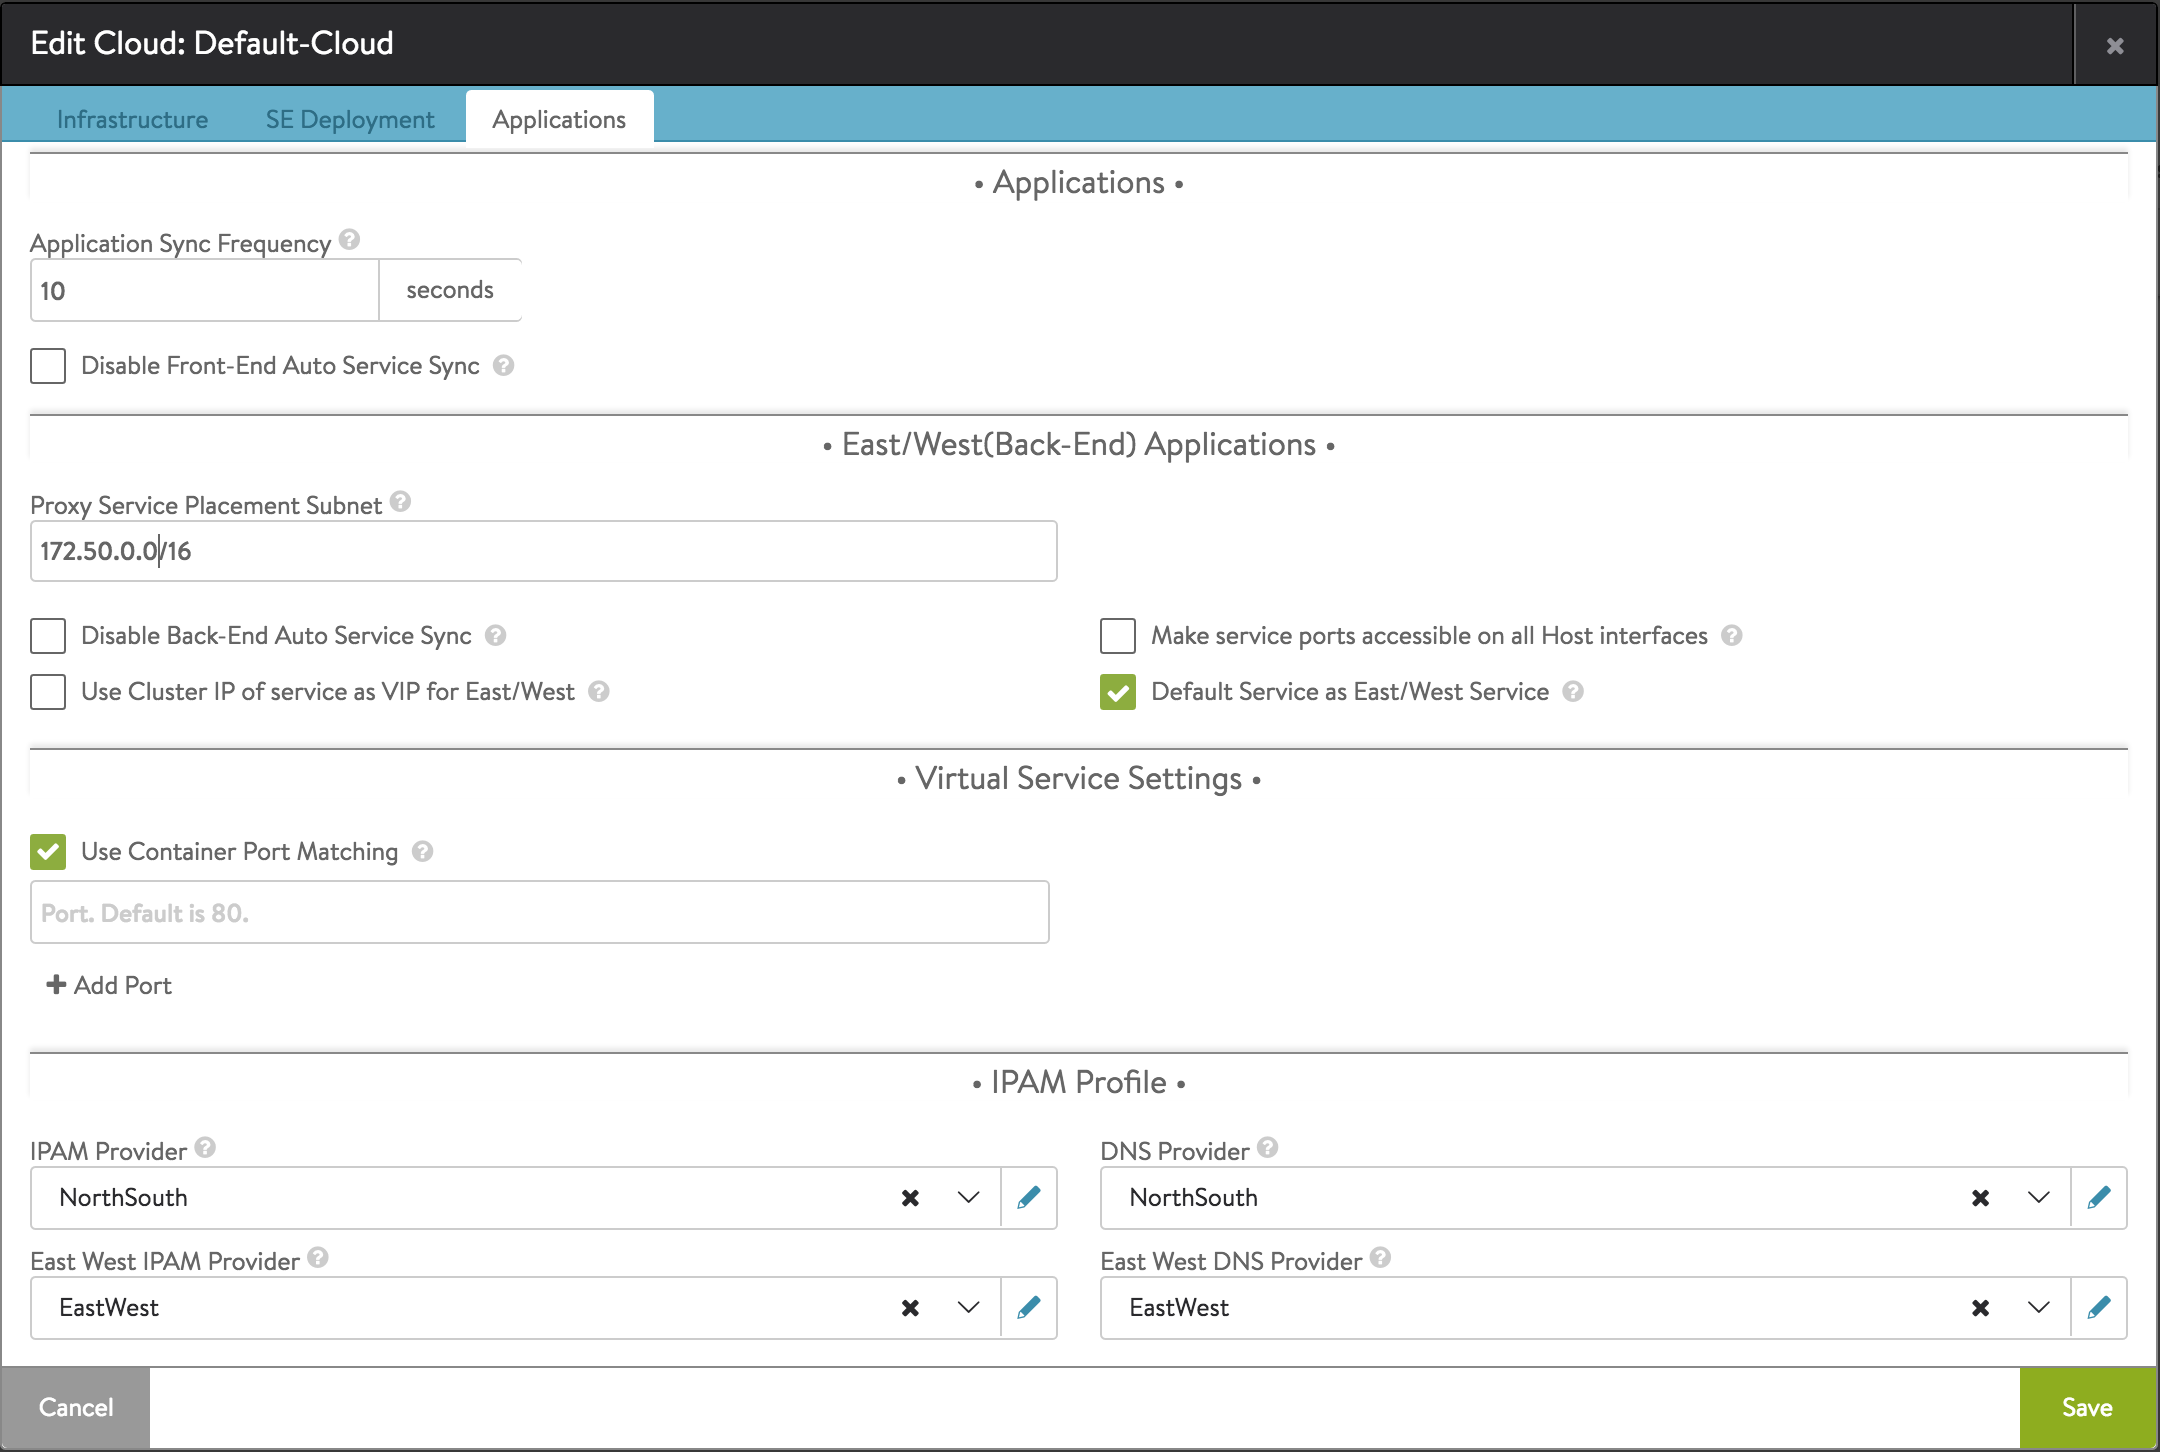 Edit Cloud: Default-Cloud
Infrastructure
SE Deployment
Applications
• Applications •
Application Sync Frequency
10
seconds
Disable Front-End Auto Service Sync
• East/West(Back-End) Applications •
Proxy Service Placement Subnet
172.50.0.0/16
Disable Back-End Auto Service Sync
Make service ports accessible on all Host interfaces
Use Cluster IP of service as VIP for East/West
Default Service as East/West Service
• Virtual Service Settings •
Use Container Port Matching
Port. Default is 80.
Add Port
• IPAM Profile •
IPAM Provider
DNS Provider
NorthSouth
NorthSouth
East West IPAM Provider
East West DNS Provider
EastWest
EastWest
Cancel
Save